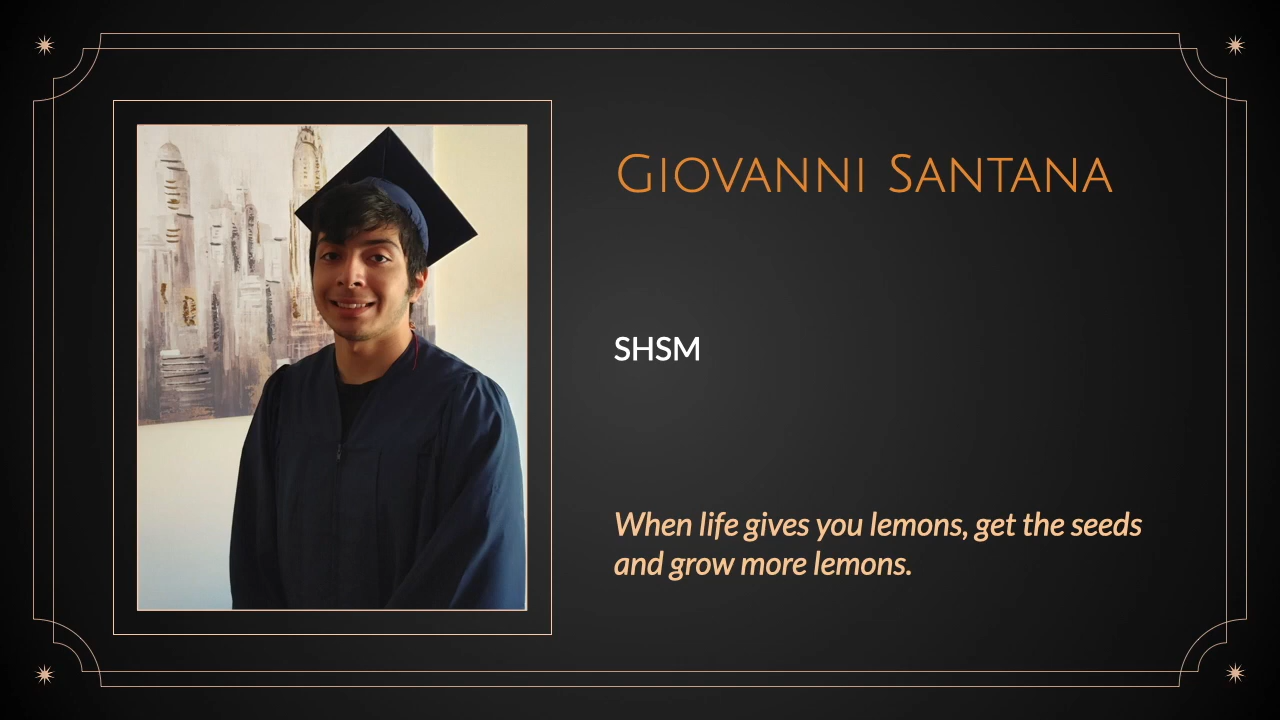 Giovanni Santana
SHSM
When life gives you lemons, get the seeds
and grow more lemons.